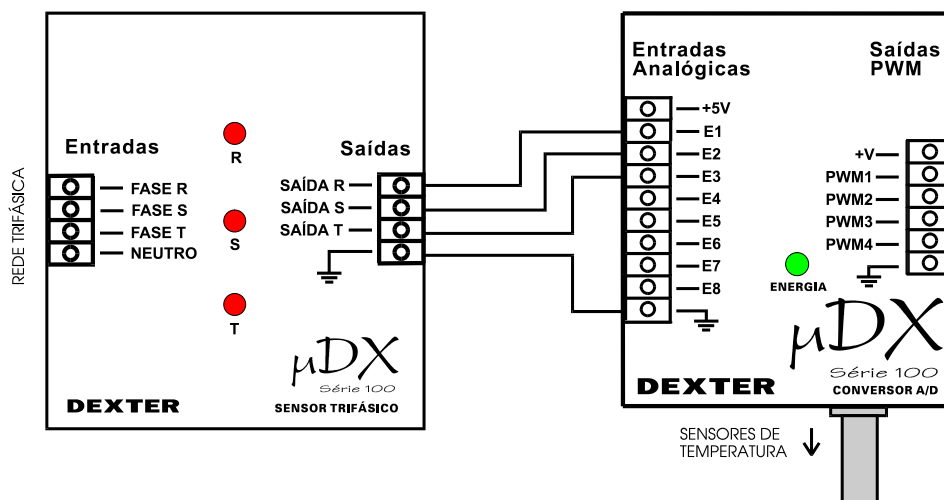 REDE TRIFÁSICA
Entradas
FASE R
FASE S
FASE T
NEUTRO
R
S
T
Saídas
SAÍDA R
SAÍDA S
SAÍDA T
µDX
Série 100
DEXTER
SENSOR TRIFÁSICO
Entradas
Analógicas
+5V
E1
E2
E3
E4
E5
E6
E7
E8
Saídas
PWM
+V
PWM1
PWM2
PWM3
PWM4
ENERGIA
µDX
Série 100
DEXTER
CONVERSOR A/D
SENSORES DE
TEMPERATURA